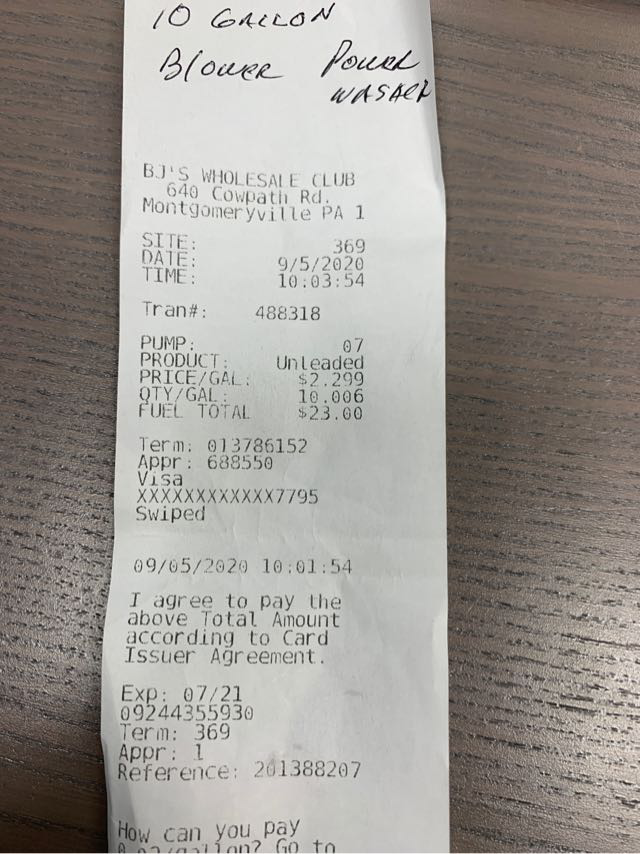 10 GALLON
BLOWER POWER
WASHER
BJ'S WHOLESALE CLUB
640 Cowpath Rd.
Montgomeryville PA 1
SITE: 369
DATE: 9/5/2020
TIME: 10:03:54
Tran#: 488318
PUMP: 07
PRODUCT: Unleaded
PRICE/GAL: $2.299
QTY/GAL: 10.006
FUEL TOTAL $23.00
Term: 013786152
Appr: 688550
Visa
XXXXXXXXXXXX7795
Swiped
09/05/2020 10:01:54
I agree to pay the
above Total Amount
according to Card
Issuer Agreement.
Exp: 07/21
09244355930
Term: 369
Appr: 1
Reference: 201388207
How can you pay
gallon? Go to